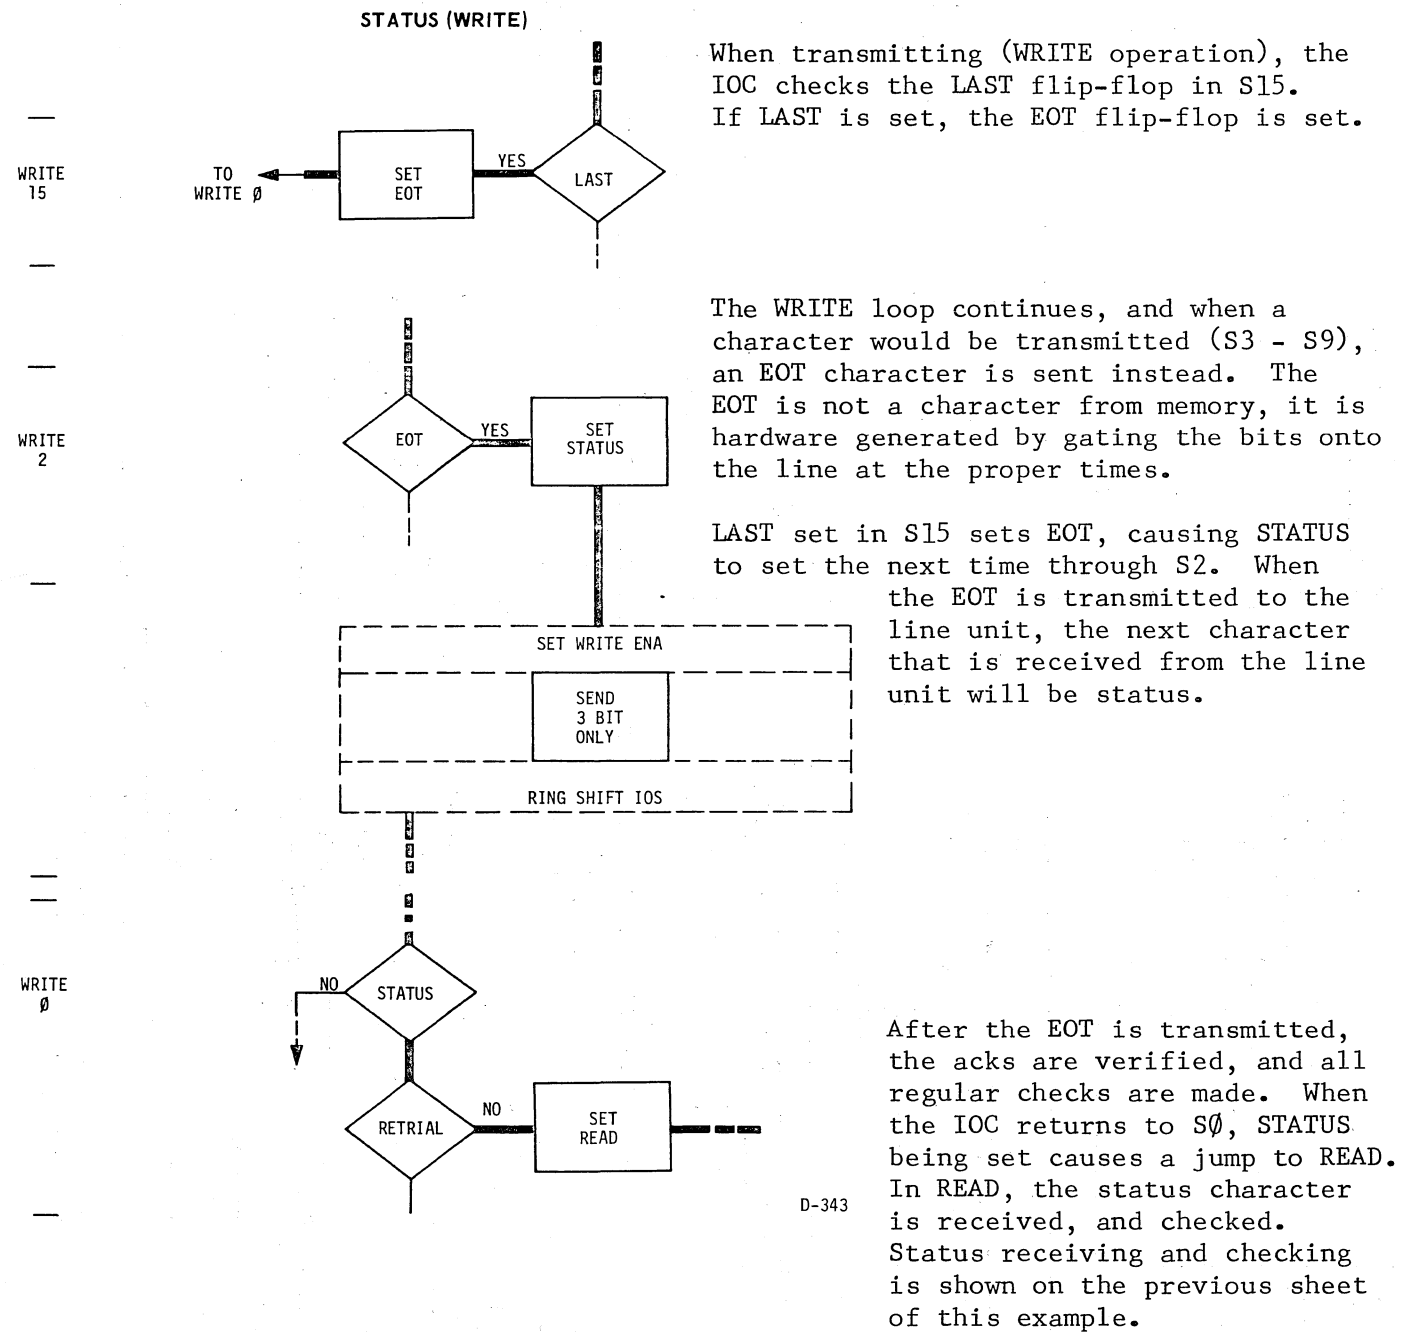 STATUS (WRITE)
When transmitting (WRITE operation), the
IOC checks the LAST flip-flop in S15.
If LAST is set, the EOT flip-flop is set.
WRITE
15
TO
WRITE Ø
SET
EOT
YES
LAST
The WRITE loop continues, and when a
character would be transmitted (S3 - S9),
an EOT character is sent instead. The
EOT is not a character from memory, it is
hardware generated by gating the bits onto
the line at the proper times.
WRITE
2
EOT
YES
SET
STATUS
LAST set in S15 sets EOT, causing STATUS
to set the next time through S2. When
the EOT is transmitted to the
line unit, the next character
that is received from the line
unit will be status.
SET WRITE ENA
SEND
3 BIT
ONLY
RING SHIFT IOS
WRITE
Ø
NO
STATUS
RETRIAL
NO
SET
READ
D-343
After the EOT is transmitted,
the acks are verified, and all
regular checks are made. When
the IOC returns to SØ, STATUS
being set causes a jump to READ.
In READ, the status character
is received, and checked.
Status receiving and checking
is shown on the previous sheet
of this example.